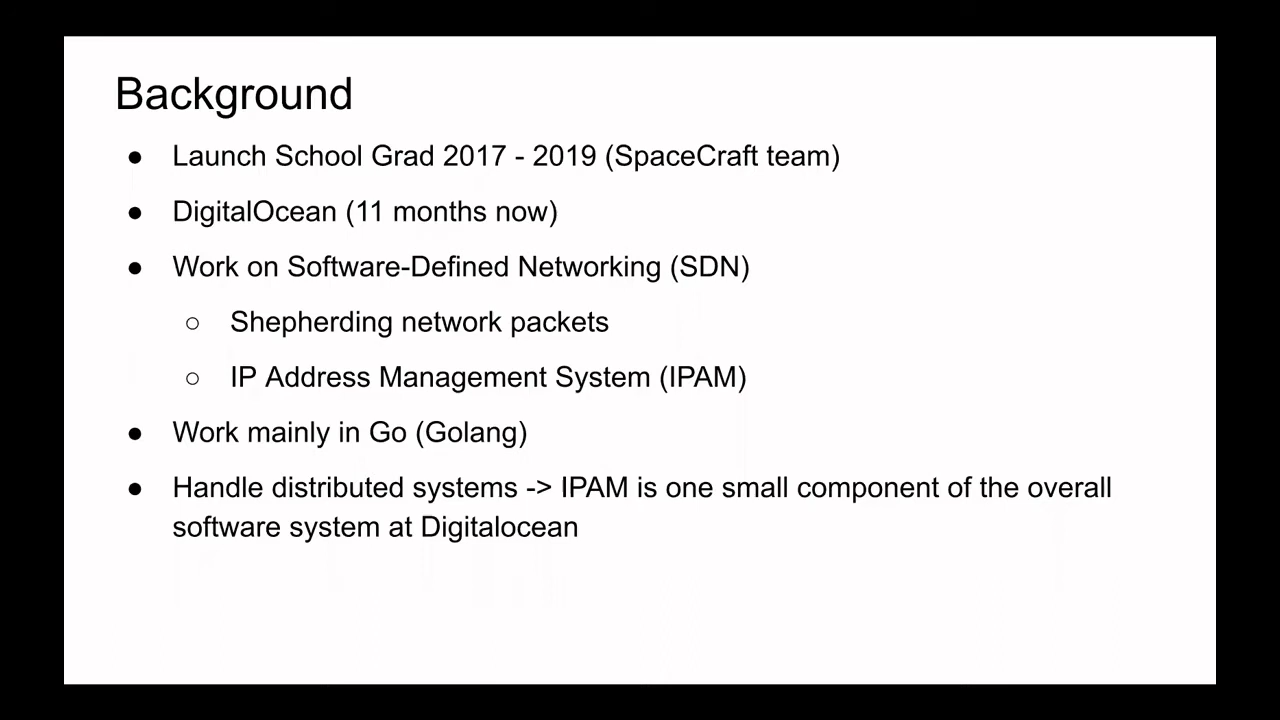 Background
● Launch School Grad 2017 - 2019 (SpaceCraft team)
● DigitalOcean (11 months now)
● Work on Software-Defined Networking (SDN)
○ Shepherding network packets
○ IP Address Management System (IPAM)
● Work mainly in Go (Golang)
● Handle distributed systems -> IPAM is one small component of the overall
software system at Digitalocean